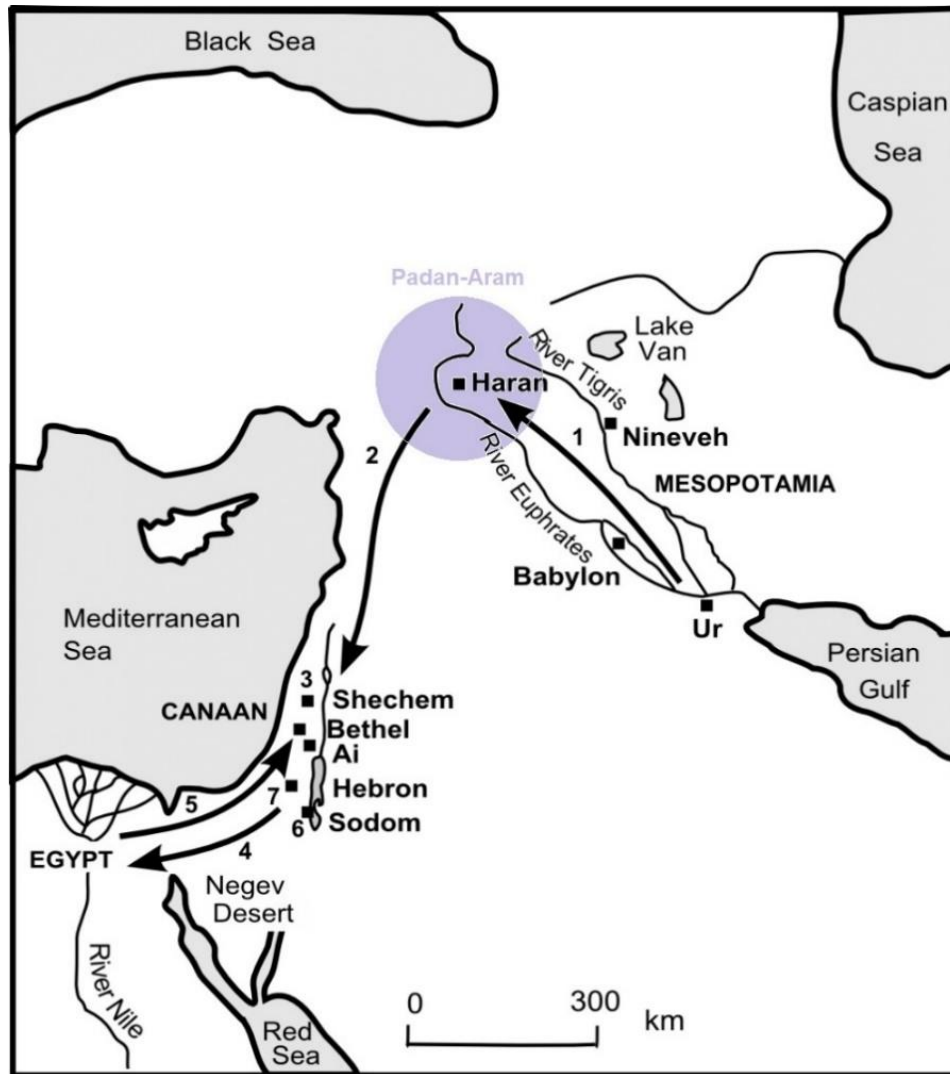 Black Sea
Caspian
Sea
Padan-Aram
Lake
Van
River Tigris
Haran
1
Nineveh
2
River Euphrates
MESOPOTAMIA
Babylon
Ur
Mediterranean
Sea
Persian
Gulf
3
Shechem
CANAAN
Bethel
Ai
7
Hebron
5
6
Sodom
4
EGYPT
Negev
Desert
River Nile
0
300
km
Red
Sea